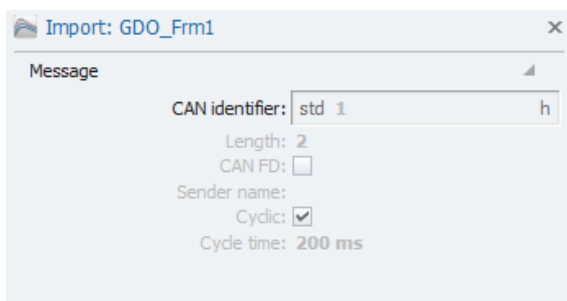 Import: GDO_Frm1
Message
CAN identifier: std 1 h
Length: 2
CAN FD:
Sender name:
Cyclic:
Cycle time: 200 ms